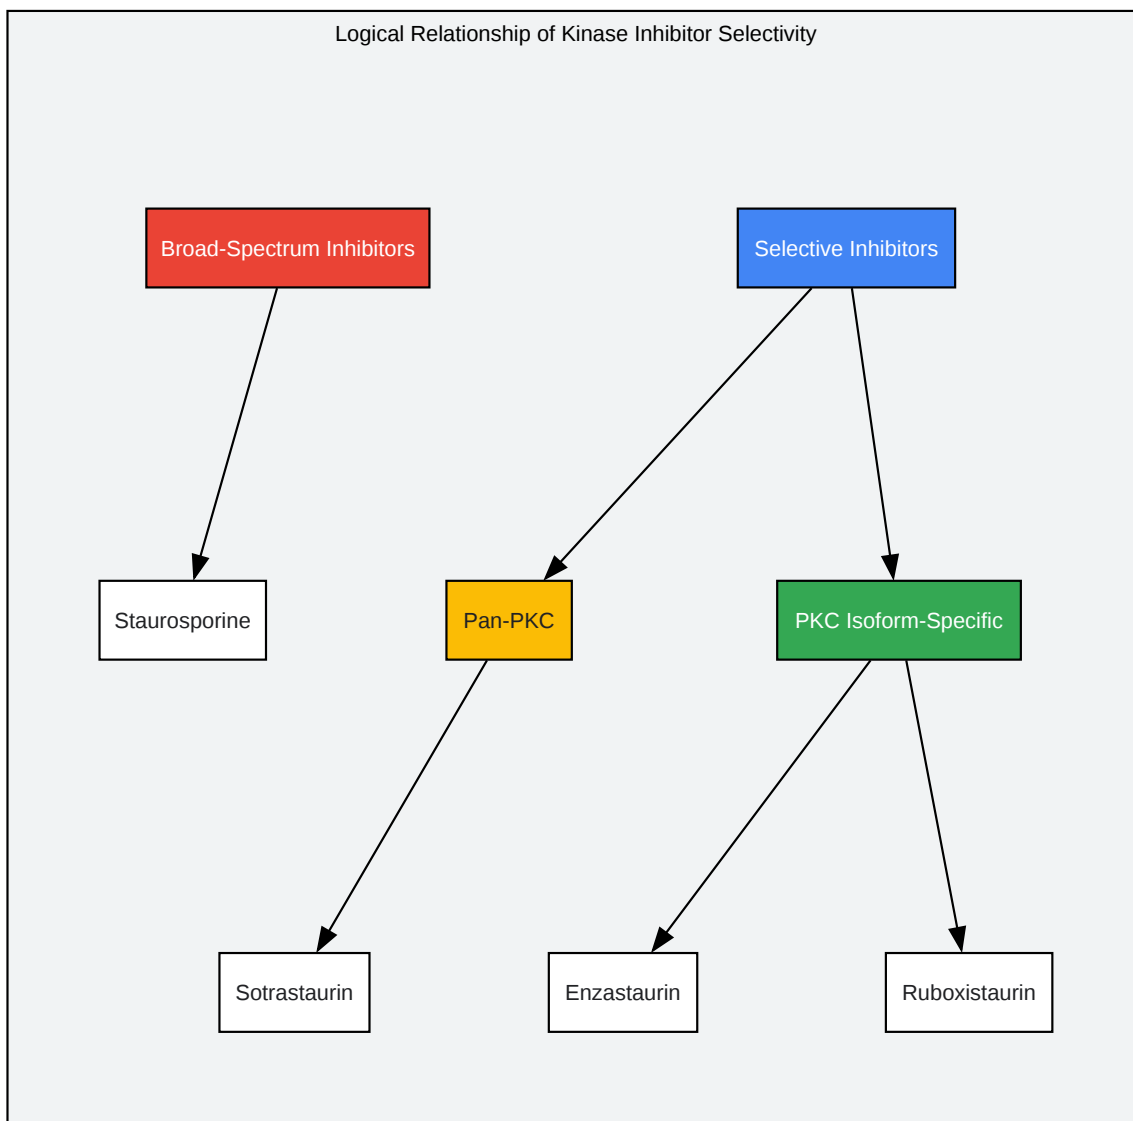 Logical Relationship of Kinase Inhibitor Selectivity
Broad-Spectrum Inhibitors
Selective Inhibitors
Staurosporine
Pan-PKC
PKC Isoform-Specific
Sotrastaurin
Enzastaurin
Ruboxistaurin